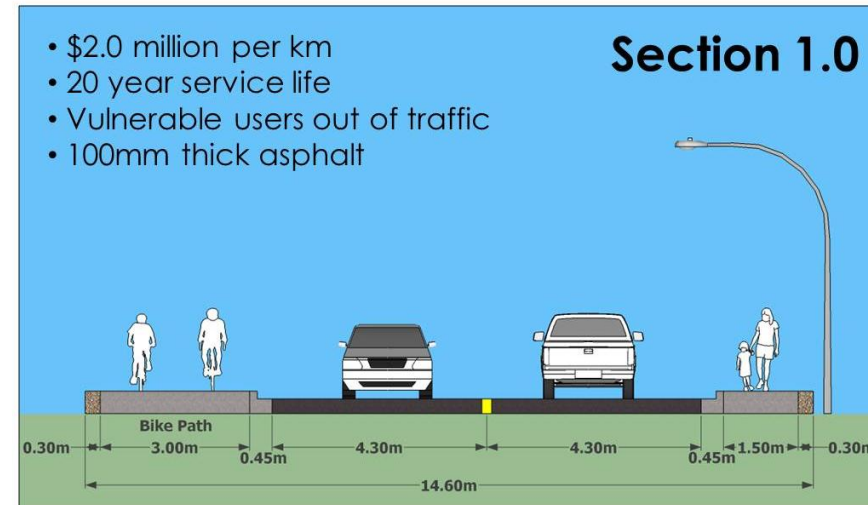 • $2.0 million per km
• 20 year service life
• Vulnerable users out of traffic
• 100mm thick asphalt
Section 1.0
Bike Path
0.30m
3.00m
0.45m
4.30m
4.30m
0.45m
1.50m
0.30m
14.60m